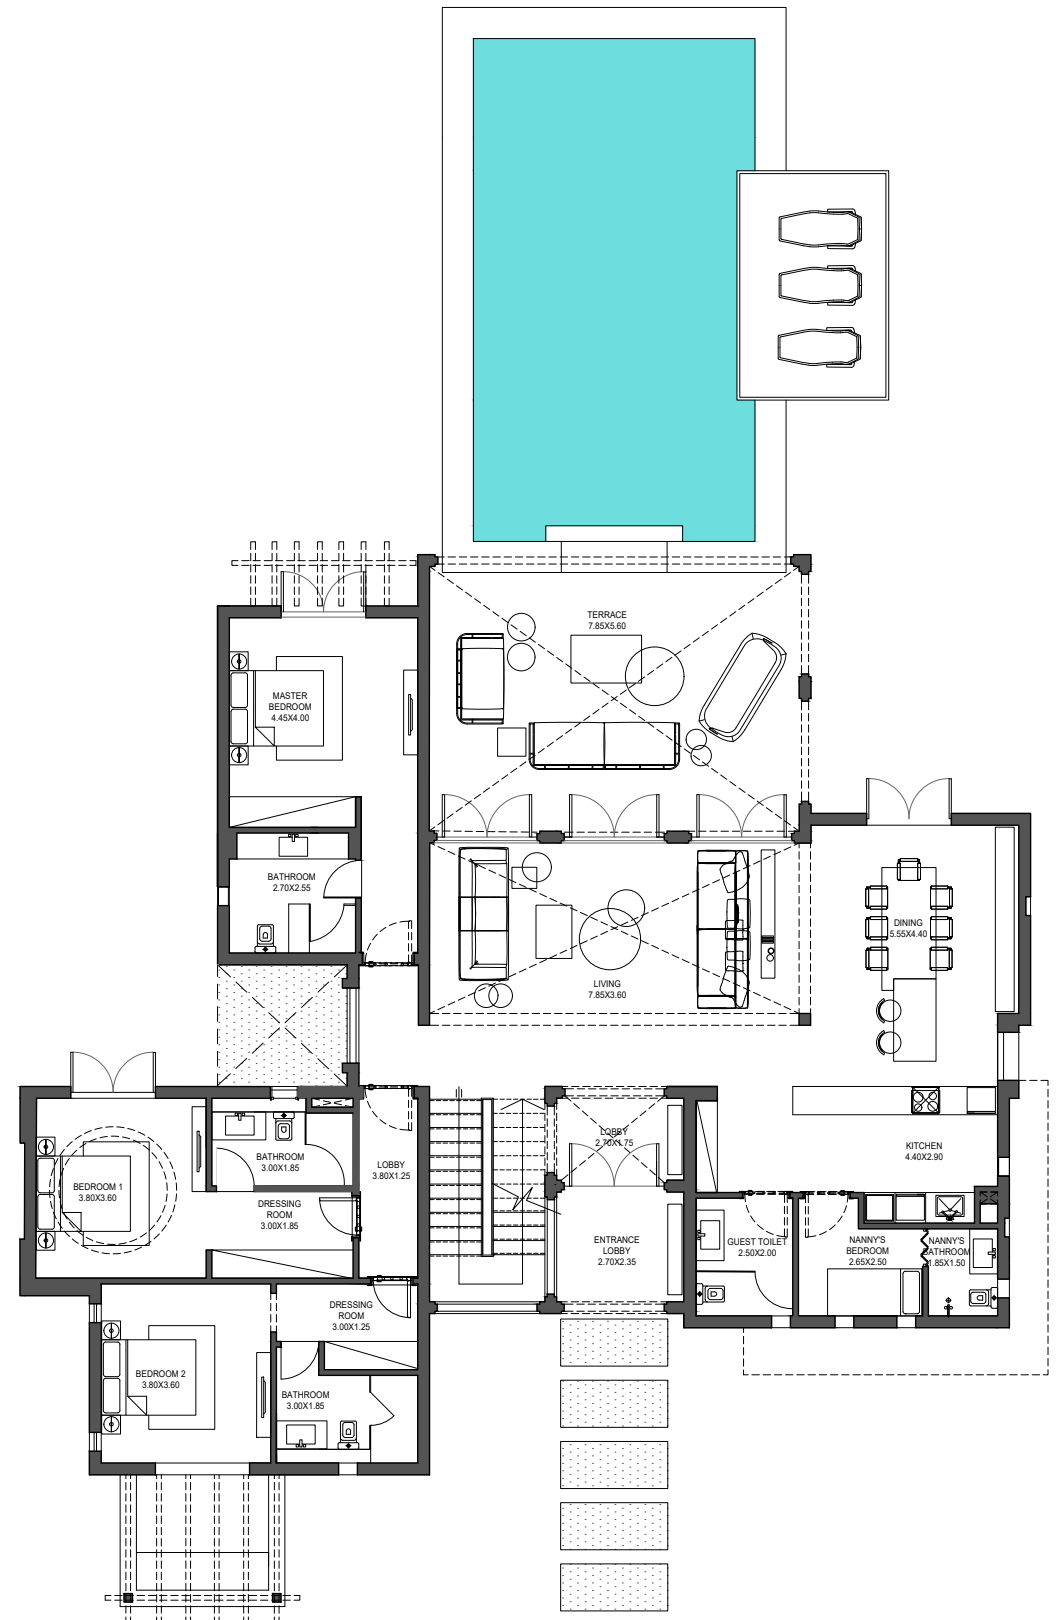 TERRACE
7.85X5.60
MASTER
BEDROOM
4.45X4.00
BATHROOM
2.70X2.55
DINING
5.55X4.40
LIVING
7.85X3.60
LOBBY
2.70X1.75
KITCHEN
4.40X2.90
BATHROOM
3.00X1.85
LOBBY
3.80X1.25
BEDROOM 1
3.80X3.60
DRESSING
ROOM
3.00X1.85
ENTRANCE
LOBBY
2.70X2.35
GUEST TOILET
2.50X2.00
NANNY'S
BEDROOM
2.65X2.50
NANNY'S
BATHROOM
1.85X1.50
DRESSING
ROOM
3.00X1.25
BEDROOM 2
3.80X3.60
BATHROOM
3.00X1.85